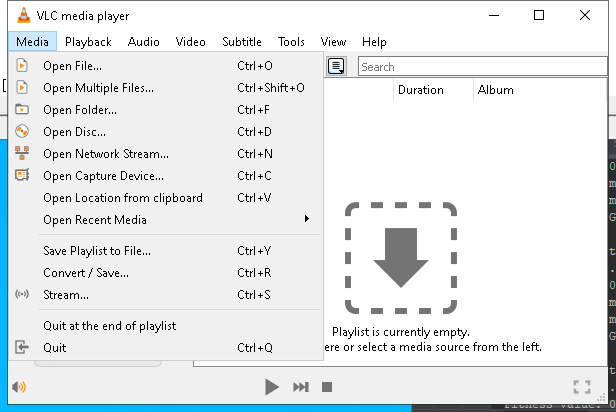 VLC media player
Media Playback Audio Video Subtitle Tools View Help
Open File... Ctrl+O
Open Multiple Files... Ctrl+Shift+O
Search
Open Folder... Ctrl+F
Duration Album
Open Disc... Ctrl+D
Open Network Stream... Ctrl+N
Open Capture Device... Ctrl+C
Open Location from clipboard Ctrl+V
Open Recent Media
Save Playlist to File... Ctrl+Y
Convert / Save... Ctrl+R
Stream... Ctrl+S
Quit at the end of playlist
Playlist is currently empty.
Quit Ctrl+Q
ere or select a media source from the left.